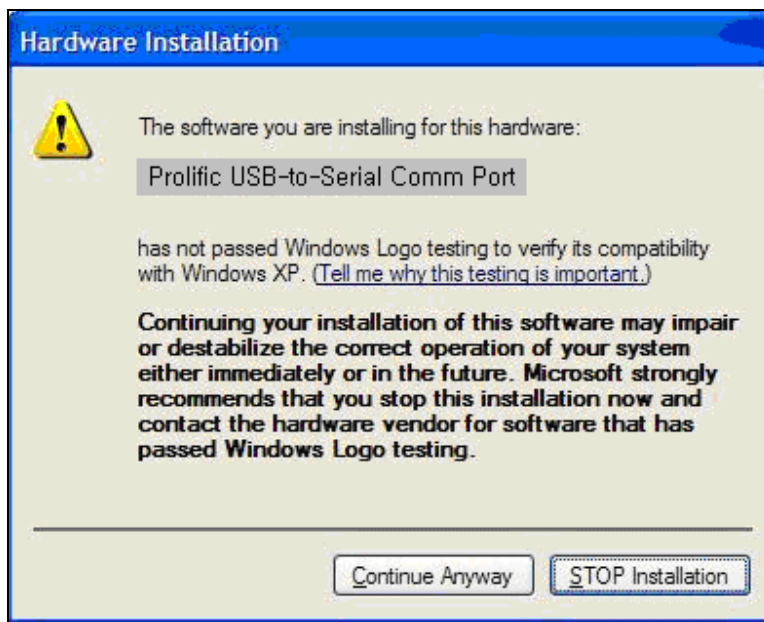 Hardware Installation
The software you are installing for this hardware:
Prolific USB-to-Serial Comm Port
has not passed Windows Logo testing to verify its compatibility
with Windows XP. (Tell me why this testing is important.)
Continuing your installation of this software may impair
or destabilize the correct operation of your system
either immediately or in the future. Microsoft strongly
recommends that you stop this installation now and
contact the hardware vendor for software that has
passed Windows Logo testing.
Continue Anyway
STOP Installation